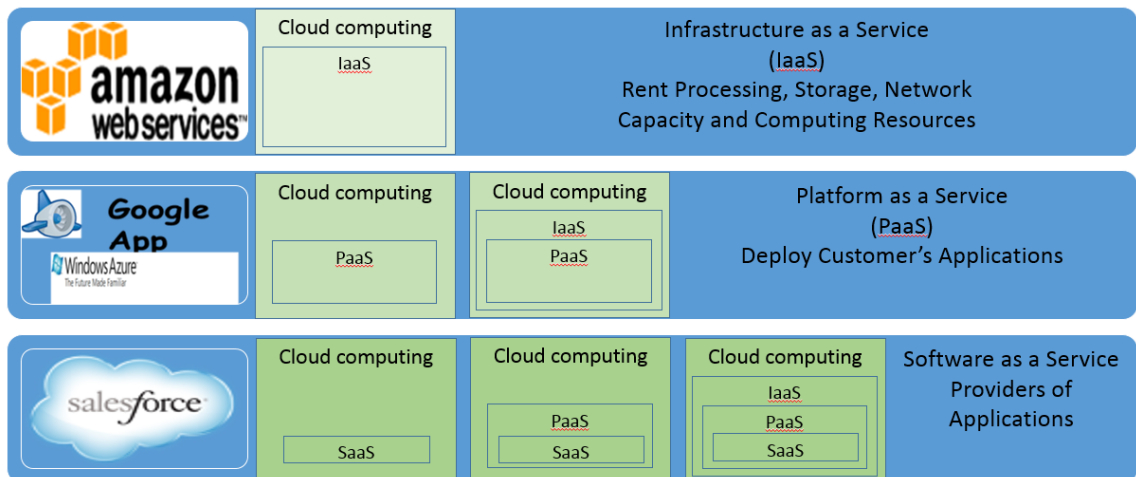 amazon
webservices™
Cloud computing
IaaS
Infrastructure as a Service
(IaaS)
Rent Processing, Storage, Network
Capacity and Computing Resources
Google
App
Windows Azure
The Future Made Familiar
Cloud computing
PaaS
Cloud computing
IaaS
PaaS
Platform as a Service
(PaaS)
Deploy Customer’s Applications
salesforce
Cloud computing
SaaS
Cloud computing
PaaS
SaaS
Cloud computing
IaaS
PaaS
SaaS
Software as a Service
Providers of
Applications